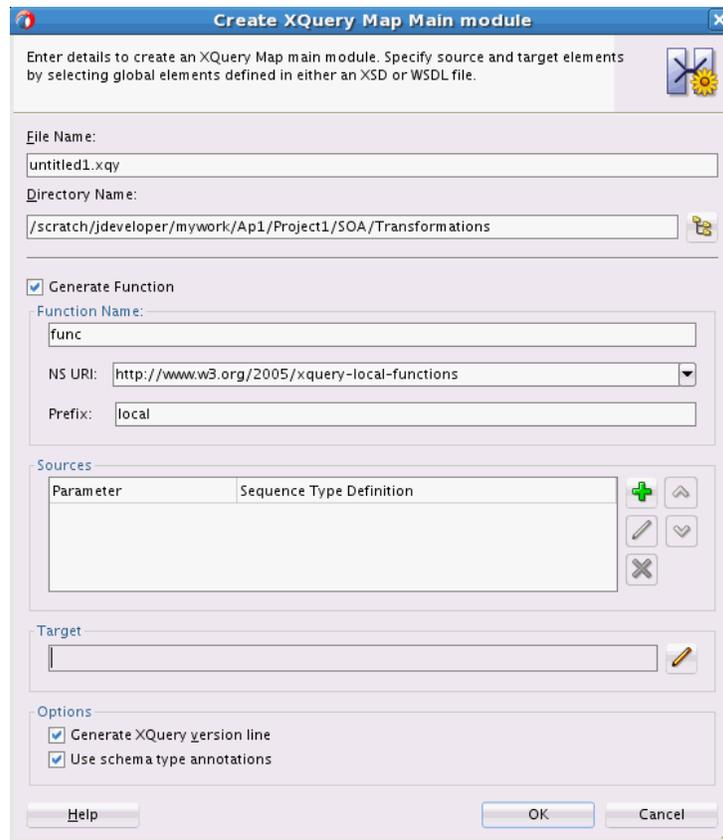 Create XQuery Map Main module
Enter details to create an XQuery Map main module. Specify source and target elements
by selecting global elements defined in either an XSD or WSDL file.
File Name:
untitled1.xqy
Directory Name:
/scratch/jdeveloper/mywork/Ap1/Project1/SOA/Transformations
Generate Function
Function Name:
func
NS URI: http://www.w3.org/2005/xquery-local-functions
Prefix: local
Sources
Parameter Sequence Type Definition
Target
Options
Generate XQuery version line
Use schema type annotations
Help OK Cancel